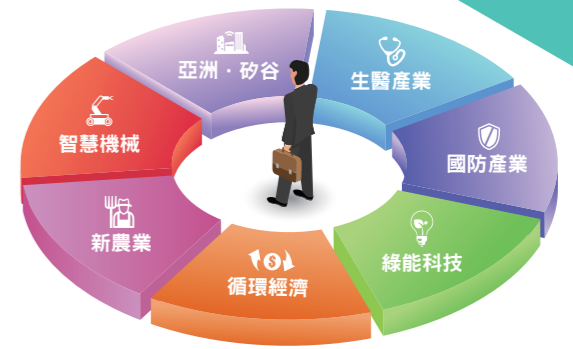 亞洲・矽谷
生醫產業
智慧機械
國防產業
新農業
綠能科技
循環經濟